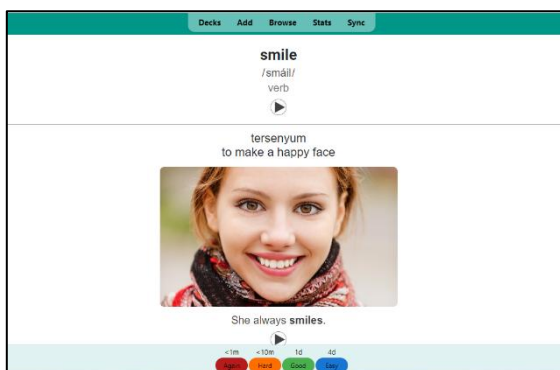 Decks Add Browse Stats Sync
smile
/smáil/
verb
tersenyum
to make a happy face
She always smiles.
<1m <10m 1d 4d
Again Hard Good Easy